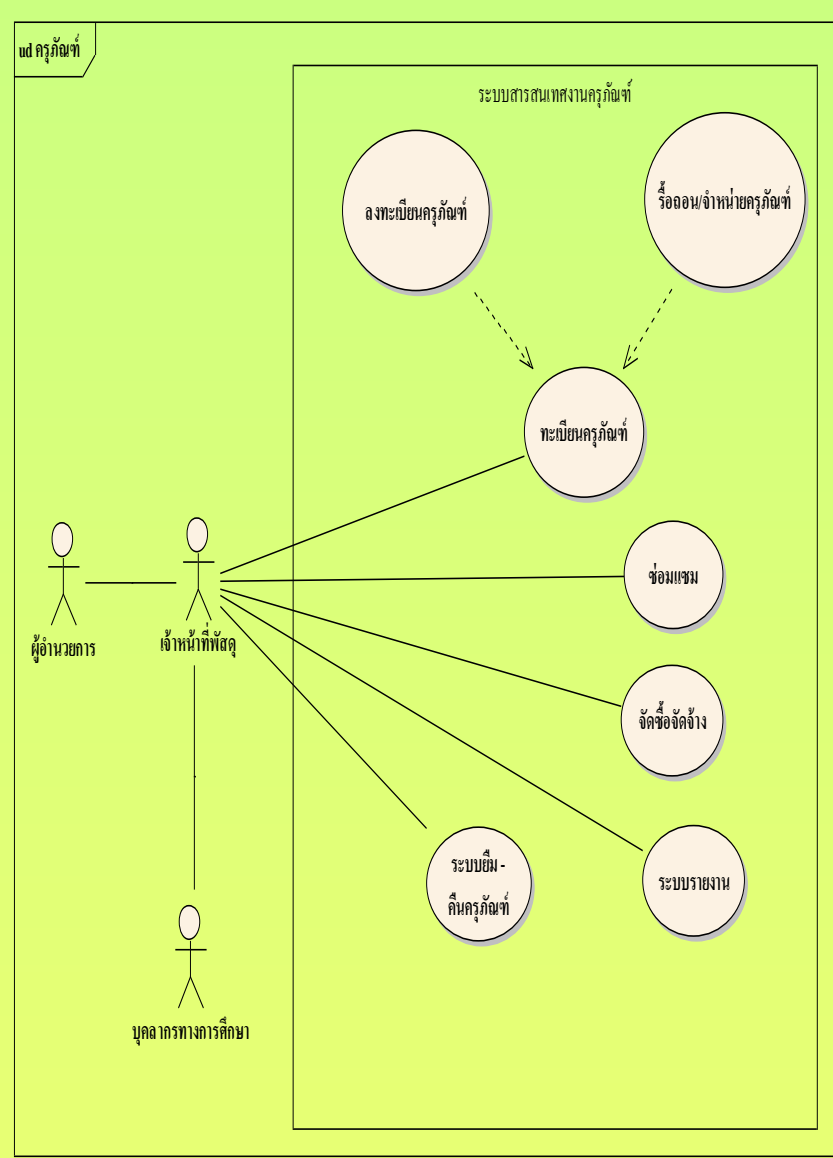 ud ครุภัณฑ์
ระบบสารสนเทศงานครุภัณฑ์
ลงทะเบียนครุภัณฑ์
รื้อถอน/จำหน่ายครุภัณฑ์
ทะเบียนครุภัณฑ์
ซ่อมแซม
ผู้อำนวยการ
เจ้าหน้าที่พัสดุ
จัดซื้อจัดจ้าง
ระบบยืม -
คืนครุภัณฑ์
ระบบรายงาน
บุคลากรทางการศึกษา